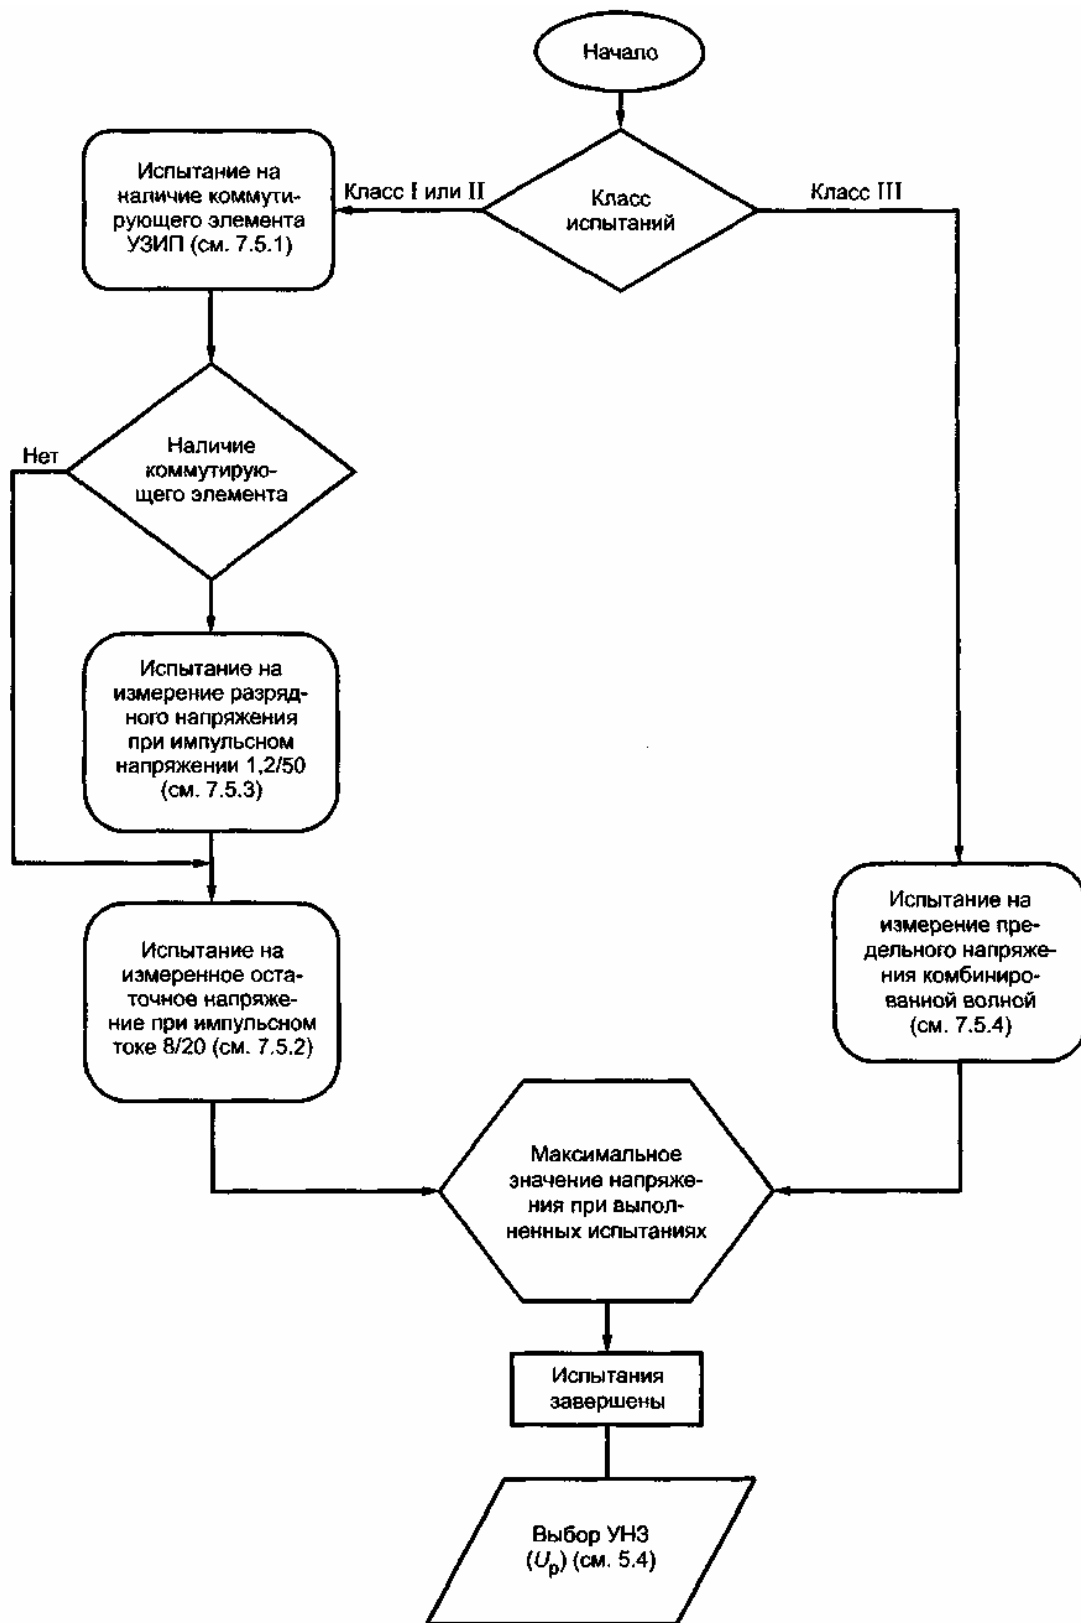 Начало
Испытание на
наличие коммути-
рующего элемента
УЗИП (см. 7.5.1)
Класс I или II
Класс
испытаний
Класс III
Нет
Наличие
коммутирую-
щего элемента
Испытание на
измерение разряд-
ного напряжения
при импульсном
напряжении 1,2/50
(см. 7.5.3)
Испытание на
измеренное оста-
точное напряже-
ние при импульсном
токе 8/20 (см. 7.5.2)
Испытание на
измерение пре-
дельного напряже-
ния комбиниро-
ванной волной
(см. 7.5.4)
Максимальное
значение напряже-
ния при выпол-
ненных испытаниях
Испытания
завершены
Выбор УНЗ
(Uр) (см. 5.4)